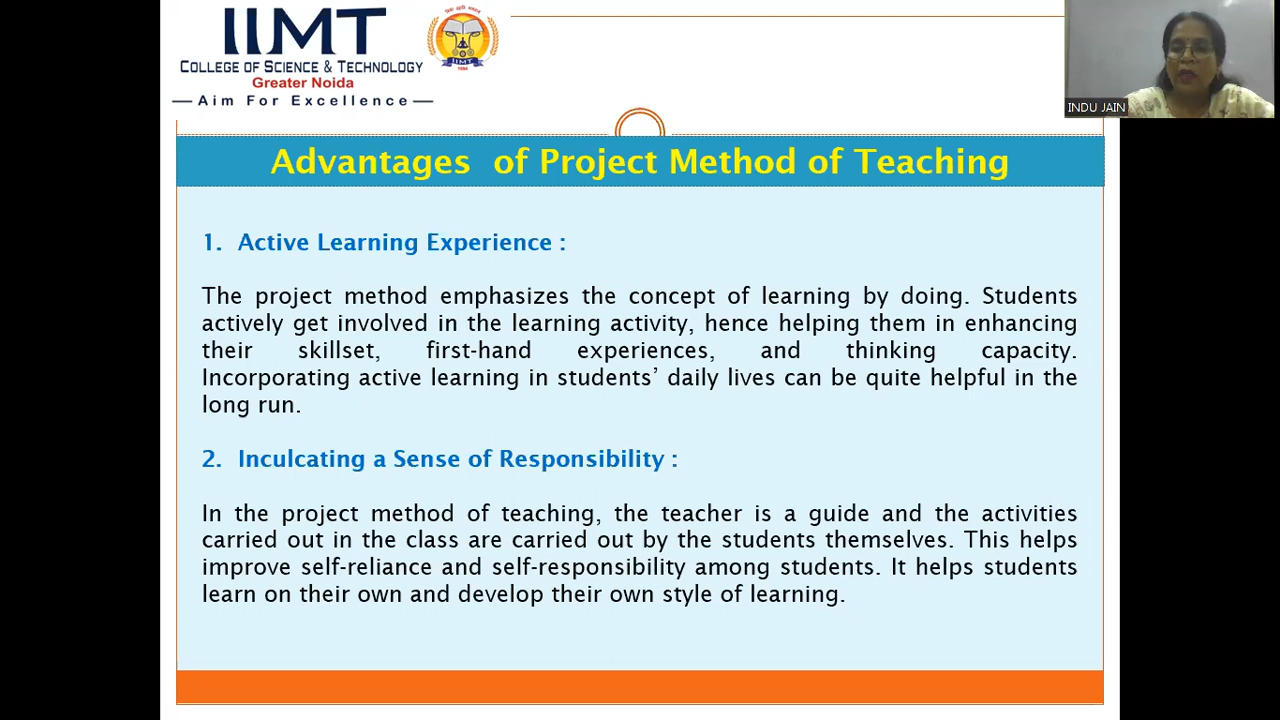 IIMT
COLLEGE OF SCIENCE & TECHNOLOGY
Greater Noida
Aim For Excellence
IIMT
INDU JAIN
Advantages of Project Method of Teaching
1. Active Learning Experience :
The project method emphasizes the concept of learning by doing. Students
actively get involved in the learning activity, hence helping them in enhancing
their skillset, first-hand experiences, and thinking capacity.
Incorporating active learning in students’ daily lives can be quite helpful in the
long run.
2. Inculcating a Sense of Responsibility :
In the project method of teaching, the teacher is a guide and the activities
carried out in the class are carried out by the students themselves. This helps
improve self-reliance and self-responsibility among students. It helps students
learn on their own and develop their own style of learning.